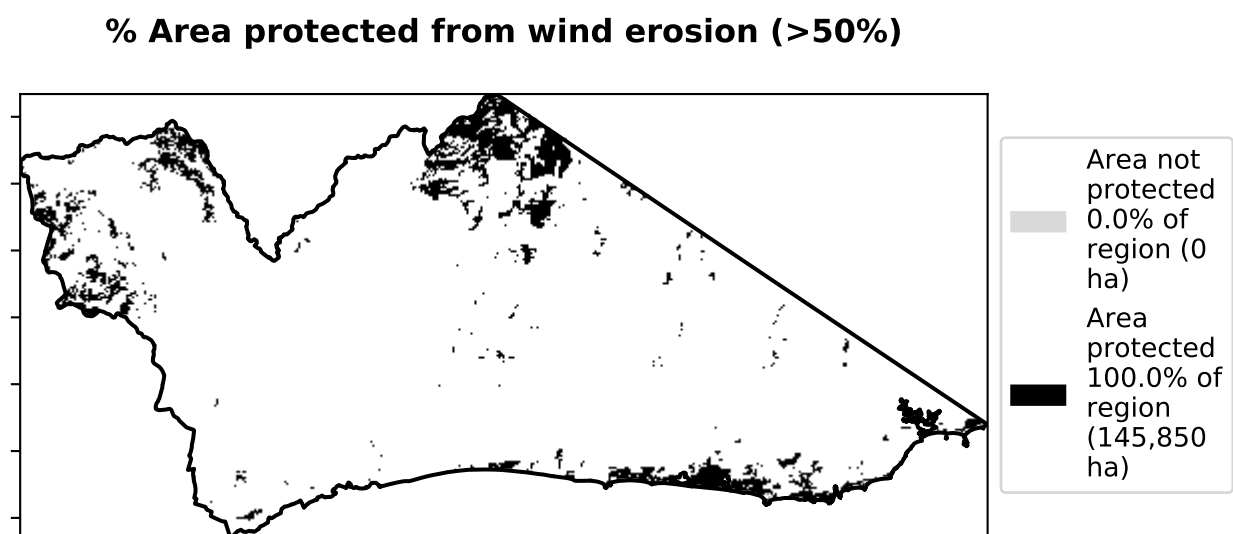 % Area protected from wind erosion (>50%)
Area not
protected
0.0% of
region (0
ha)
Area
protected
100.0% of
region
(145,850
ha)